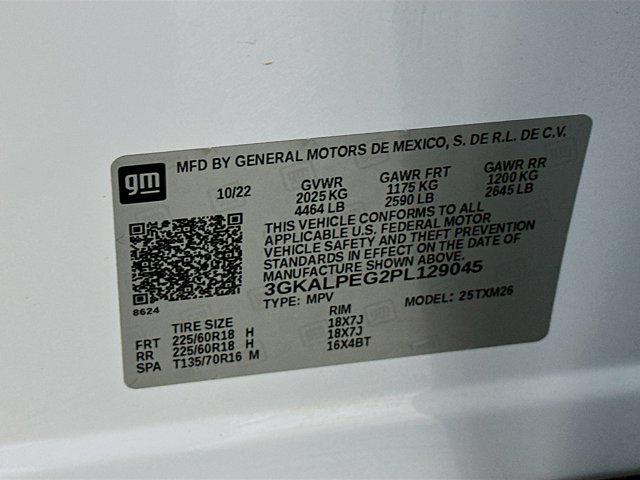 gm
MFD BY GENERAL MOTORS DE MEXICO, S. DE R.L. DE C.V.
10/22 GVWR GAWR FRT GAWR RR
2025 KG 1175 KG 1200 KG
4464 LB 2590 LB 2645 LB
THIS VEHICLE CONFORMS TO ALL
APPLICABLE U.S. FEDERAL MOTOR
VEHICLE SAFETY AND THEFT PREVENTION
STANDARDS IN EFFECT ON THE DATE OF
MANUFACTURE SHOWN ABOVE.
3GKALPEG2PL129045
8624
TYPE: MPV MODEL: 25TXM26
TIRE SIZE RIM
FRT 225/60R18 H 18X7J
RR 225/60R18 H 18X7J
SPA T135/70R16 M 16X4BT